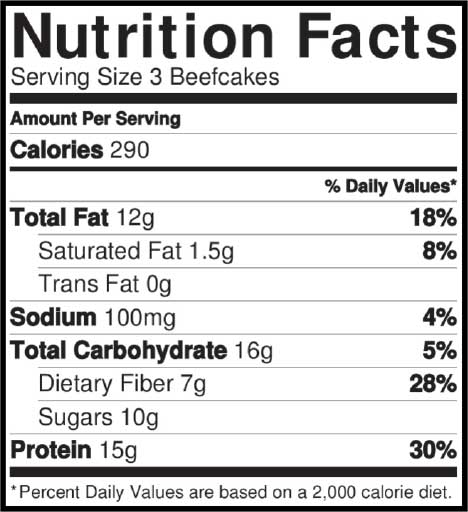 Nutrition Facts
Serving Size 3 Beefcakes
Amount Per Serving
Calories 290
% Daily Values*
Total Fat 12g 18%
Saturated Fat 1.5g 8%
Trans Fat 0g
Sodium 100mg 4%
Total Carbohydrate 16g 5%
Dietary Fiber 7g 28%
Sugars 10g
Protein 15g 30%
*Percent Daily Values are based on a 2,000 calorie diet.